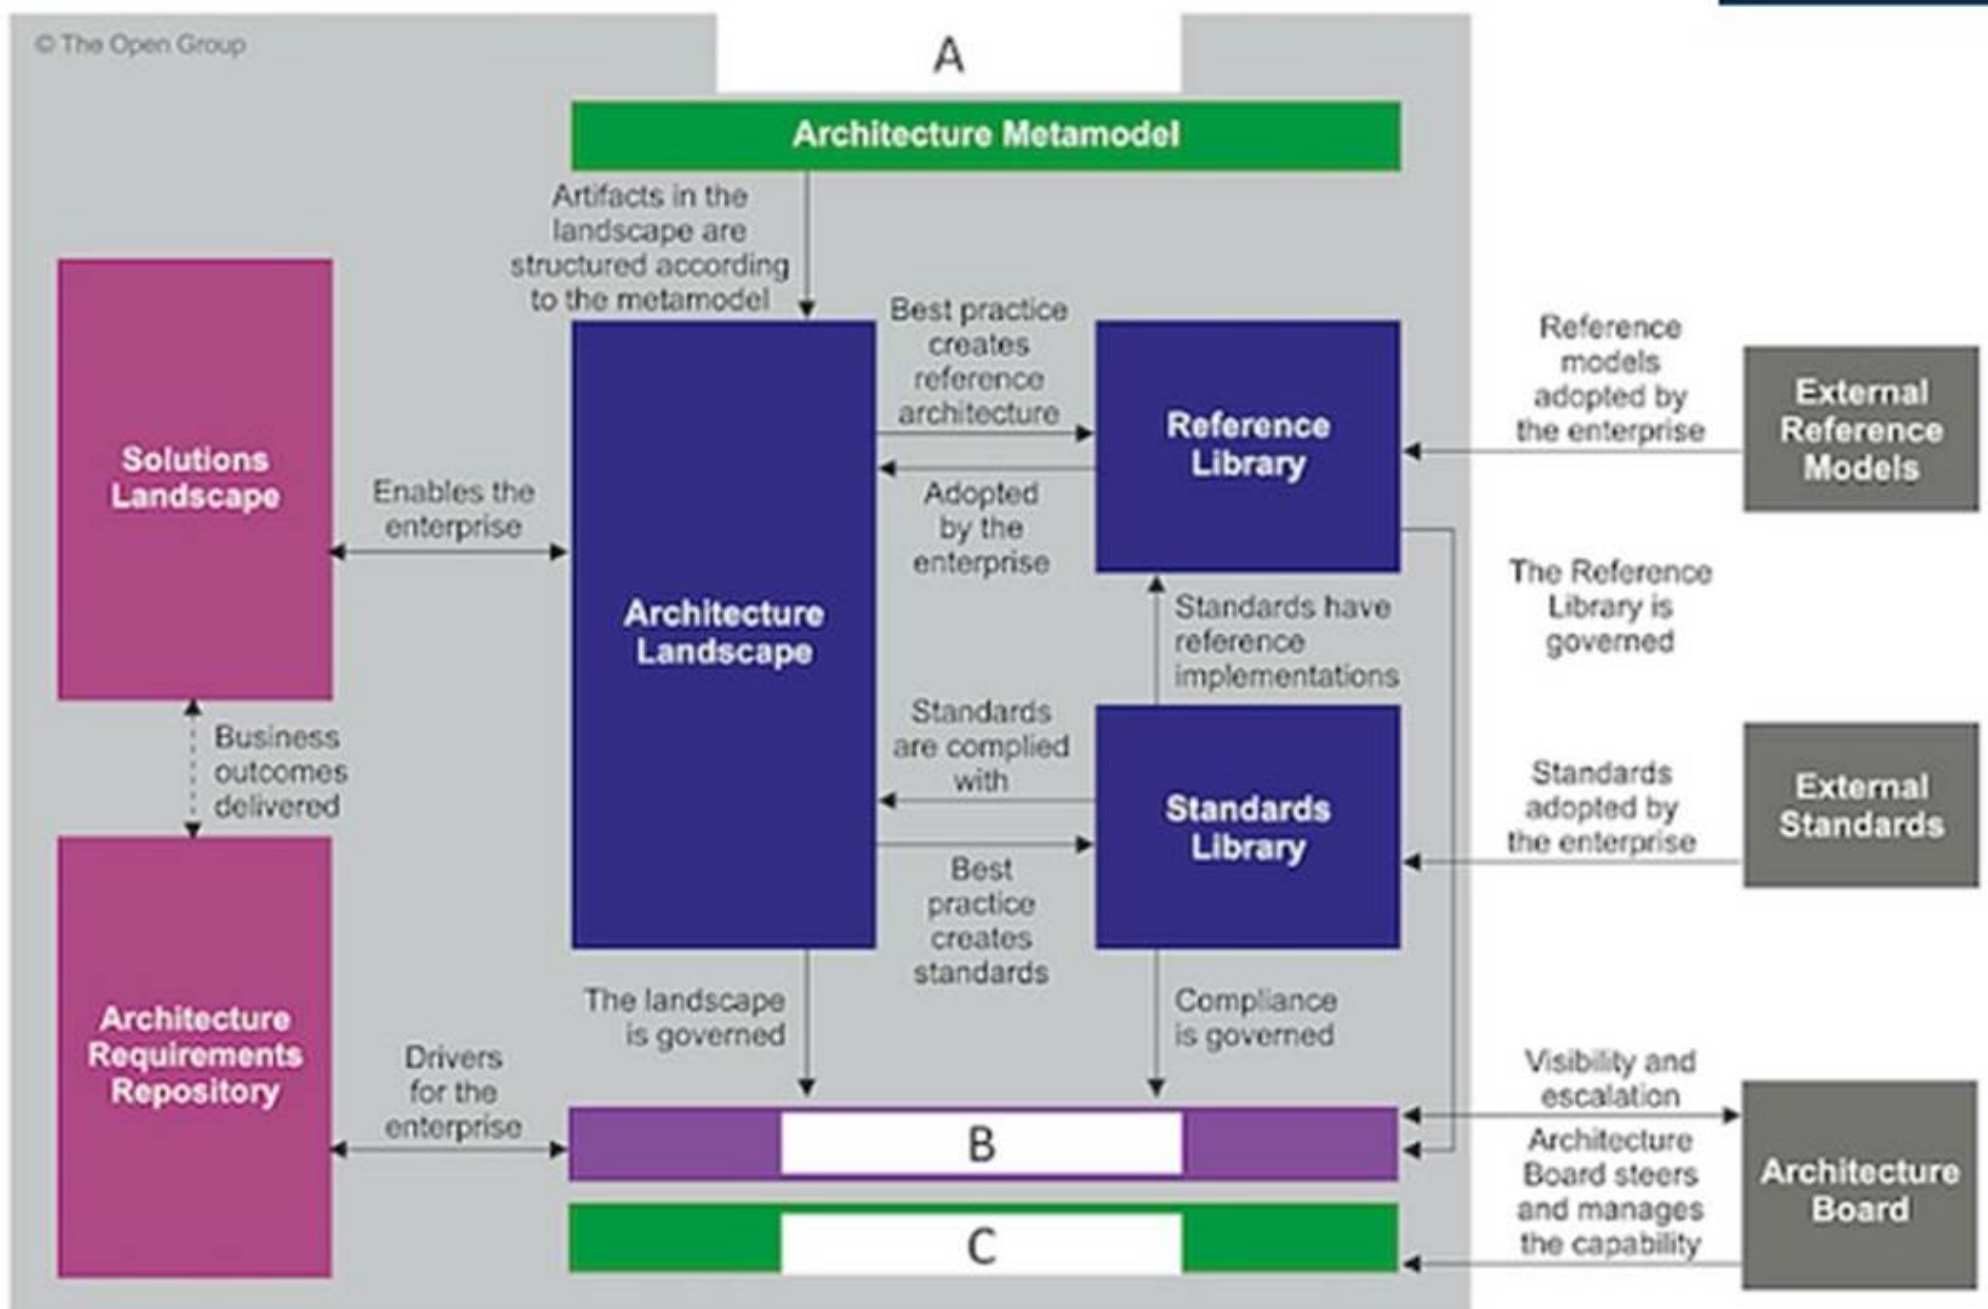 © The Open Group
A
Architecture Metamodel
Artifacts in the
landscape are
structured according
to the metamodel
Solutions
Landscape
Enables the
enterprise
Architecture
Landscape
Best practice
creates
reference
architecture
Adopted
by the
enterprise
Reference
Library
Reference
models
adopted by
the enterprise
External
Reference
Models
The Reference
Library is
governed
Standards have
reference
implementations
Business
outcomes
delivered
Standards
are complied
with
Standards
Library
Standards
adopted by
the enterprise
External
Standards
Best
practice
creates
standards
Architecture
Requirements
Repository
Drivers
for the
enterprise
The landscape
is governed
Compliance
is governed
B
C
Visibility and
escalation
Architecture
Board steers
and manages
the capability
Architecture
Board